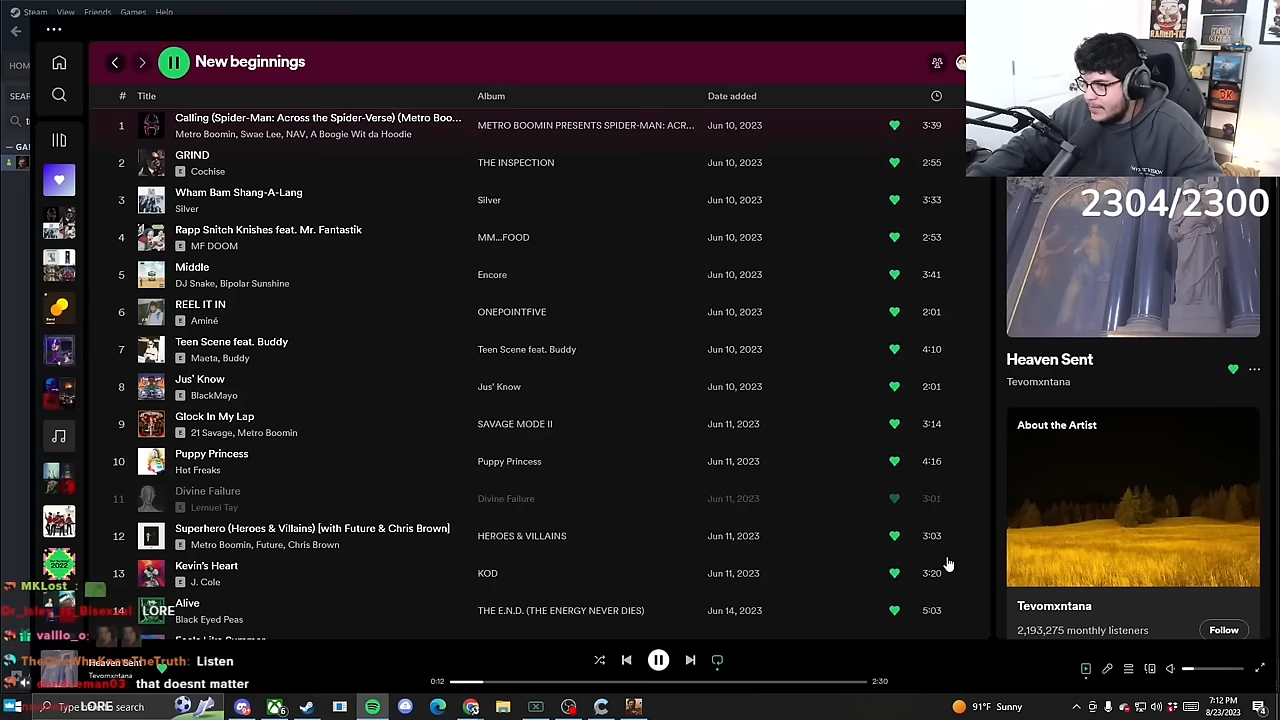 Steam View Friends Games Help
New beginnings
HOM
SEAR
GA
# Title Album Date added
1 Calling (Spider-Man: Across the Spider-Verse) (Metro Boo... METRO BOOMIN PRESENTS SPIDER-MAN: ACR... Jun 10, 2023 3:39
Metro Boomin, Swae Lee, NAV, A Boogie Wit da Hoodie
2 GRIND THE INSPECTION Jun 10, 2023 2:55
E Cochise
3 Wham Bam Shang-A-Lang Silver Jun 10, 2023 3:33
Silver
4 Rapp Snitch Knishes feat. Mr. Fantastik MM...FOOD Jun 10, 2023 2:53
E MF DOOM
5 Middle Encore Jun 10, 2023 3:41
DJ Snake, Bipolar Sunshine
6 REEL IT IN ONEPOINTFIVE Jun 10, 2023 2:01
E Aminé
7 Teen Scene feat. Buddy Teen Scene feat. Buddy Jun 10, 2023 4:10
E Maeta, Buddy
8 Jus' Know Jus' Know Jun 10, 2023 2:01
E BlackMayo
9 Glock In My Lap SAVAGE MODE II Jun 11, 2023 3:14
E 21 Savage, Metro Boomin
10 Puppy Princess Puppy Princess Jun 11, 2023 4:16
Hot Freaks
11 Divine Failure Divine Failure Jun 11, 2023 3:01
E Lemuel Tay
12 Superhero (Heroes & Villains) [with Future & Chris Brown] HEROES & VILLAINS Jun 11, 2023 3:03
E Metro Boomin, Future, Chris Brown
13 Kevin's Heart KOD Jun 11, 2023 3:20
E J. Cole
14 Alive THE E.N.D. (THE ENERGY NEVER DIES) Jun 14, 2023 5:03
Black Eyed Peas
2304/2300
Heaven Sent
Tevomxntana
About the Artist
Tevomxntana
2,193,275 monthly listeners Follow
2022
MKLost :
LORE
valllo_o:
TheOneWhoKnowTheTruth: Listen
that doesnt matter
LORE
Heaven Sent
Tevomxntana
0:12 2:30
search
91°F Sunny
7:12 PM
8/23/2023